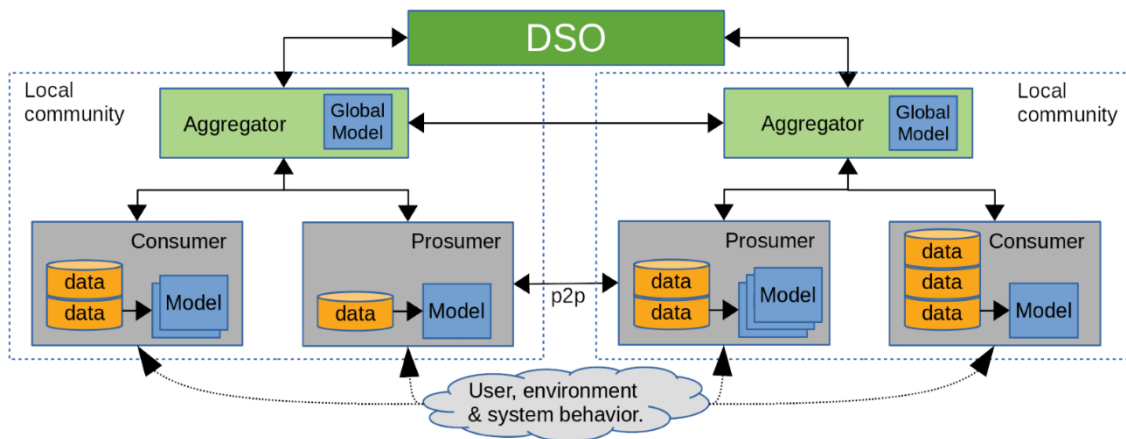 DSO
Local
community
Aggregator
Global
Model
Aggregator
Global
Model
Local
community
Consumer
data
data
Model
Prosumer
data
Model
p2p
Prosumer
data
data
Model
Consumer
data
data
data
Model
User, environment
& system behavior.